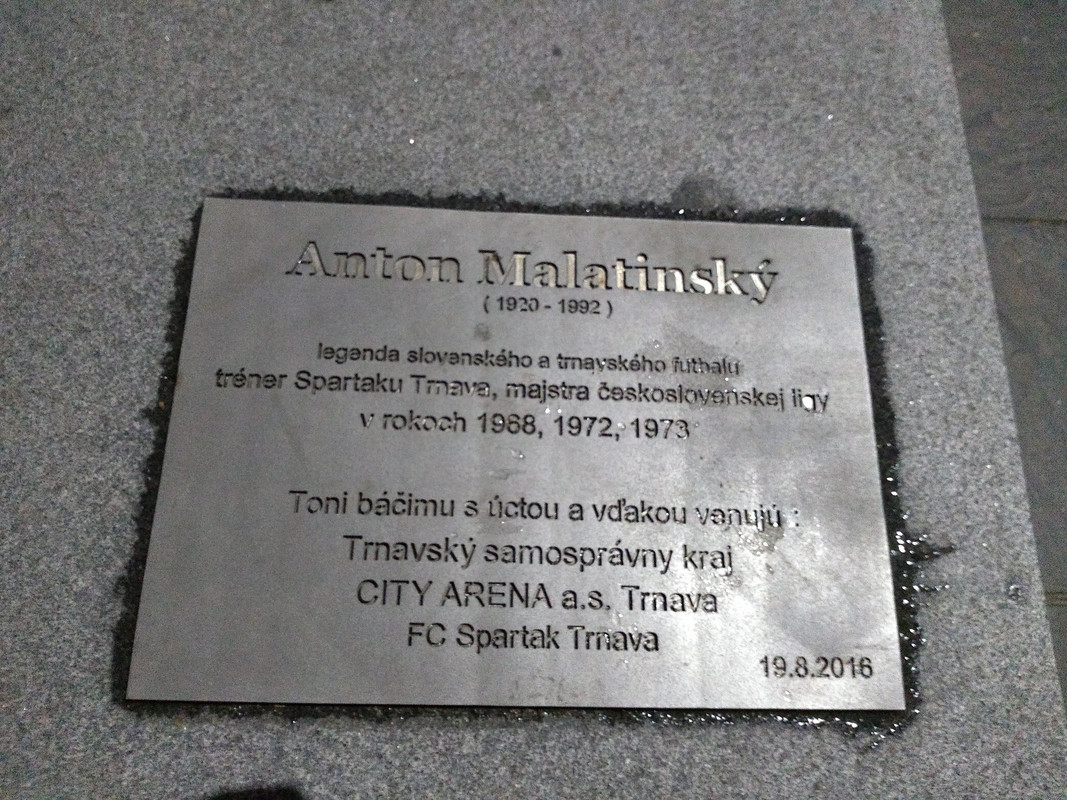 Anton Malatinský
( 1920 - 1992 )
legenda slovenského a trnavského futbalu
tréner Spartaku Trnava, majstra československej ligy
v rokoch 1968, 1972, 1973
Toni báčimu s úctou a vďakou venujú :
Trnavský samosprávny kraj
CITY ARENA a.s. Trnava
FC Spartak Trnava
19.8.2016